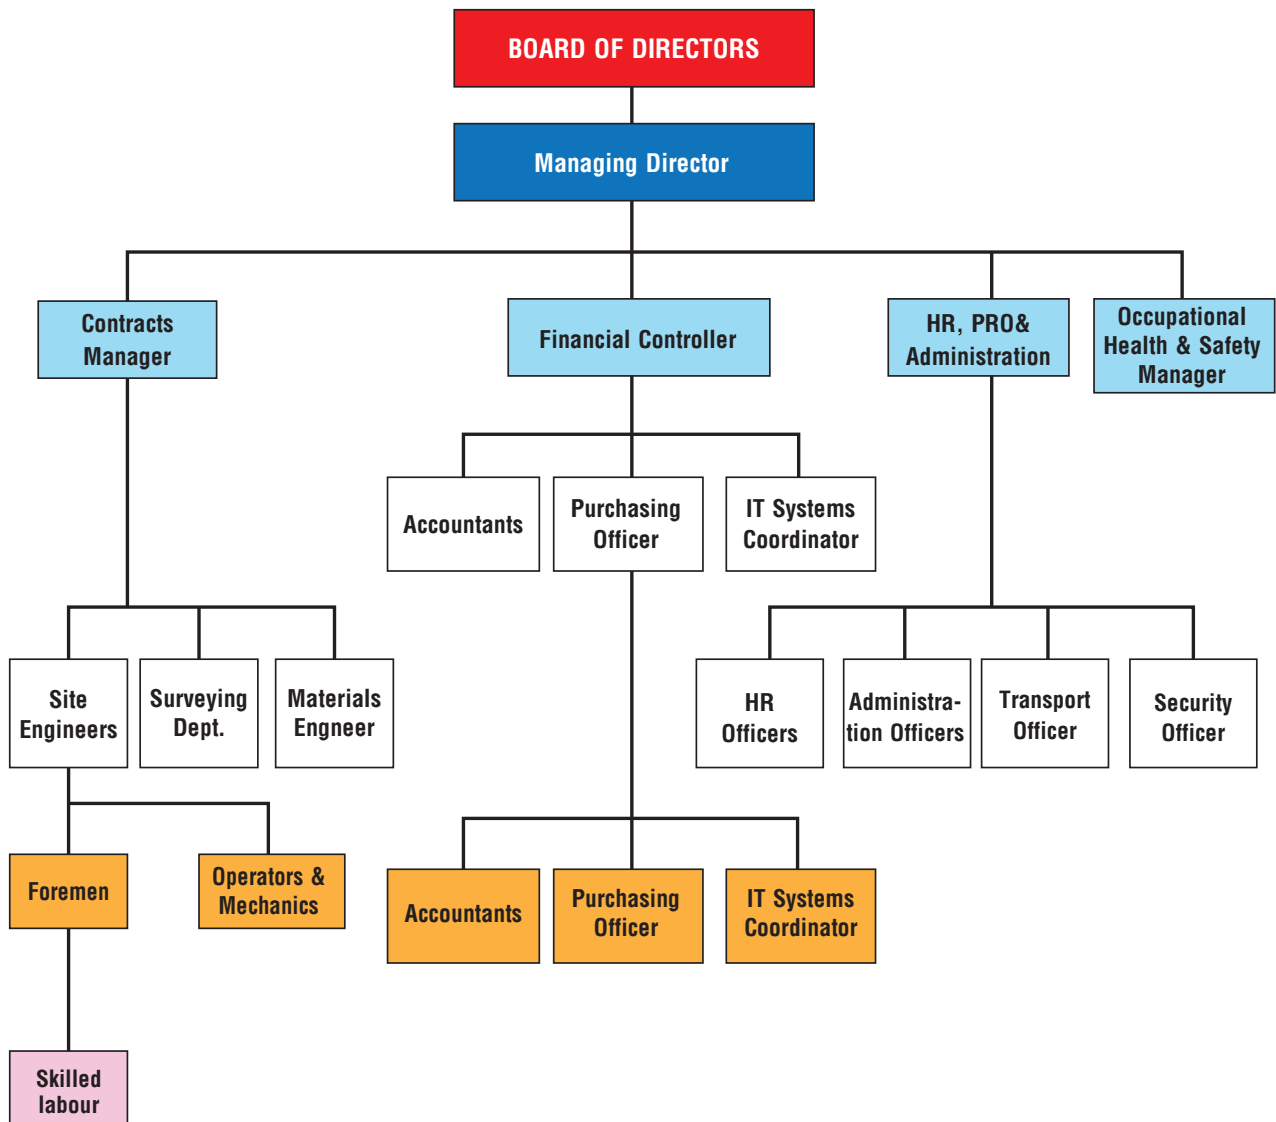 BOARD OF DIRECTORS
Managing Director
Contracts
Manager
Financial Controller
HR, PRO&
Administration
Occupational
Health & Safety
Manager
Accountants
Purchasing
Officer
IT Systems
Coordinator
Site
Engineers
Surveying
Dept.
Materials
Engneer
HR
Officers
Administra-
tion Officers
Transport
Officer
Security
Officer
Foremen
Operators &
Mechanics
Accountants
Purchasing
Officer
IT Systems
Coordinator
Skilled
labour